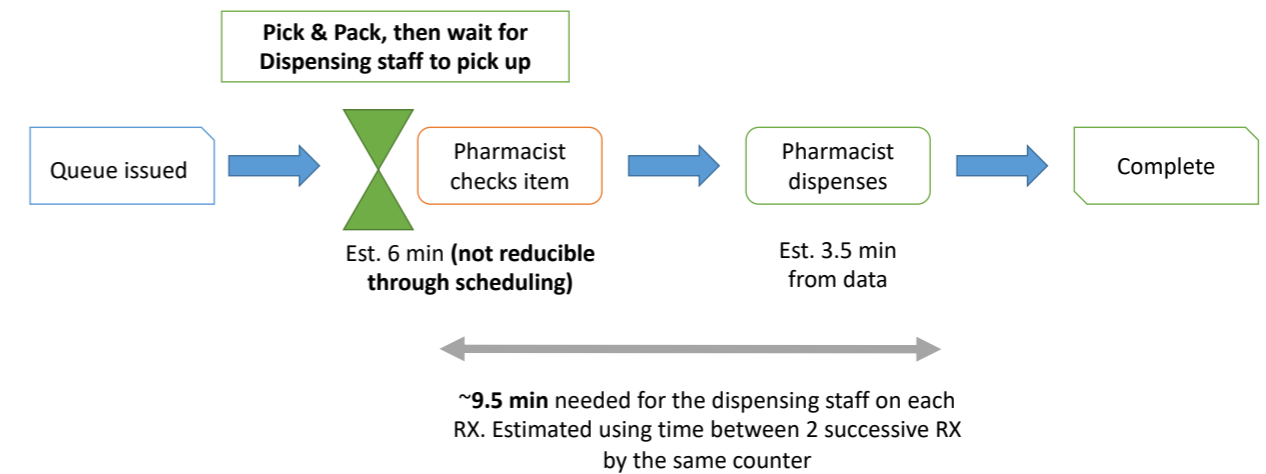 Pick & Pack, then wait for
Dispensing staff to pick up
Queue issued
Pharmacist
checks item
Pharmacist
dispenses
Complete
Est. 6 min (not reducible
through scheduling)
Est. 3.5 min
from data
~9.5 min needed for the dispensing staff on each
RX. Estimated using time between 2 successive RX
by the same counter